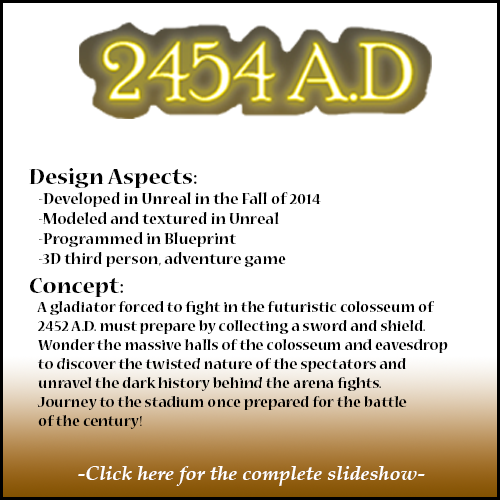 2454 A.D
Design Aspects:
-Developed in Unreal in the Fall of 2014
-Modeled and textured in Unreal
-Programmed in Blueprint
-3D third person, adventure game
Concept:
A gladiator forced to fight in the futuristic colosseum of
2452 A.D. must prepare by collecting a sword and shield.
Wonder the massive halls of the colosseum and eavesdrop
to discover the twisted nature of the spectators and
unravel the dark history behind the arena fights.
Journey to the stadium once prepared for the battle
of the century!
-Click here for the complete slideshow-